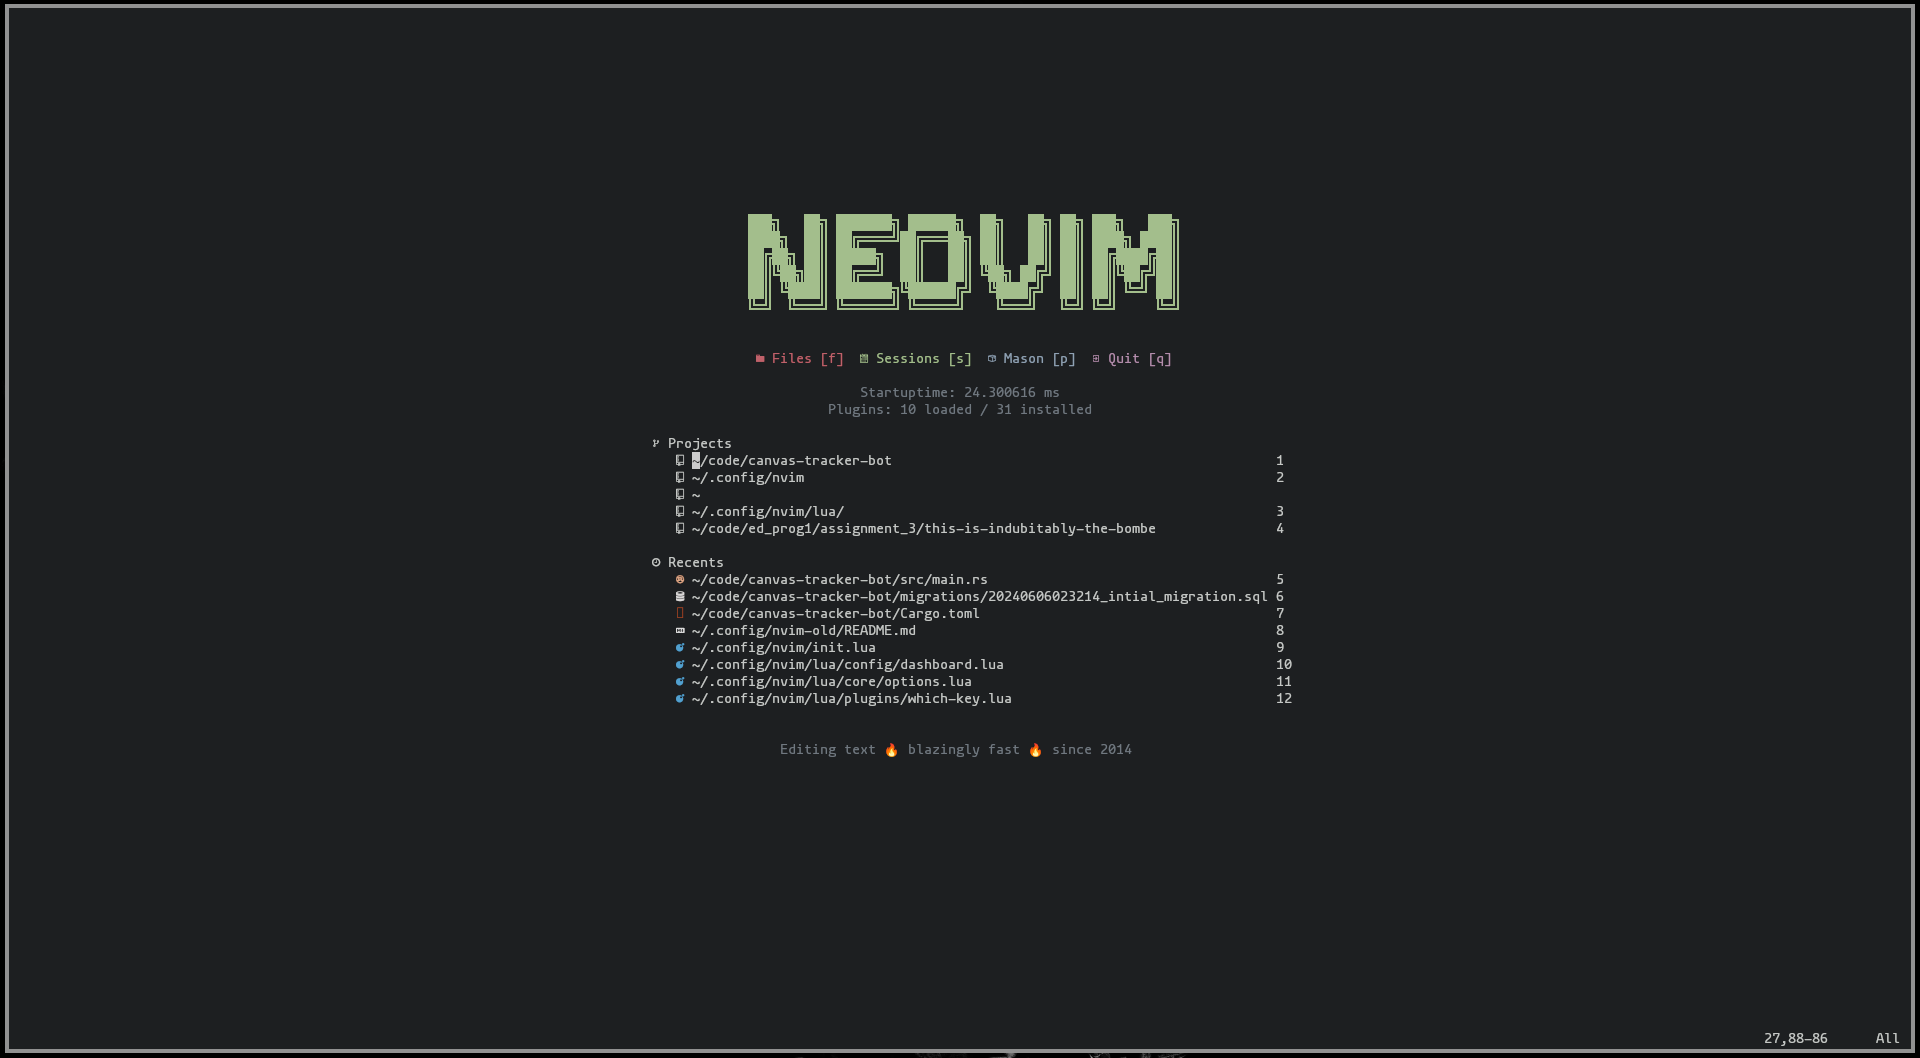 NEOVIM
Files [f] Sessions [s] Mason [p] Quit [q]
Startuptime: 24.300616 ms
Plugins: 10 loaded / 31 installed
Projects
~/code/canvas-tracker-bot 1
~/.config/nvim 2
~
~/.config/nvim/lua/ 3
~/code/ed_prog1/assignment_3/this-is-indubitably-the-bombe 4
Recents
~/code/canvas-tracker-bot/src/main.rs 5
~/code/canvas-tracker-bot/migrations/20240606023214_intial_migration.sql 6
~/code/canvas-tracker-bot/Cargo.toml 7
~/.config/nvim-old/README.md 8
~/.config/nvim/init.lua 9
~/.config/nvim/lua/config/dashboard.lua 10
~/.config/nvim/lua/core/options.lua 11
~/.config/nvim/lua/plugins/which-key.lua 12
Editing text 🔥 blazingly fast 🔥 since 2014
27,88-86 All